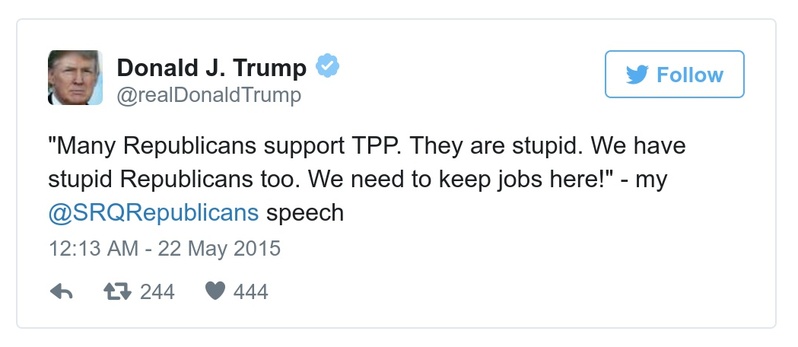 Donald J. Trump
@realDonaldTrump
Follow
"Many Republicans support TPP. They are stupid. We have
stupid Republicans too. We need to keep jobs here!" - my
@SRQRepublicans speech
12:13 AM - 22 May 2015
244 444